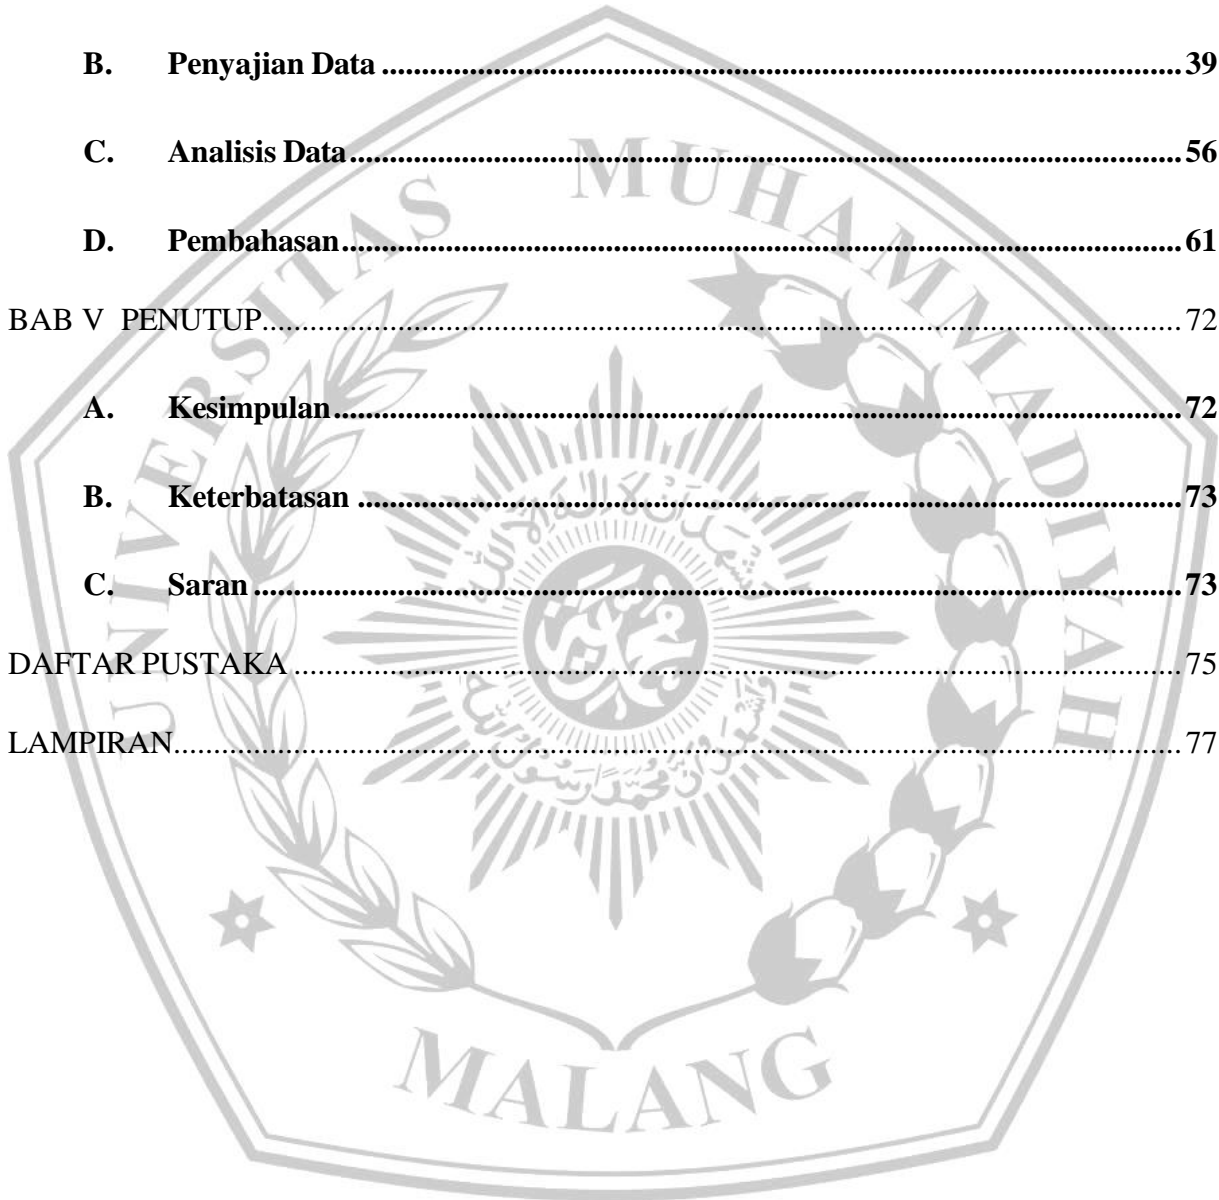 B. Penyajian Data ........................................ 39
C. Analisis Data ........................................ 56
D. Pembahasan ........................................ 61
BAB V PENUTUP ........................................ 72
A. Kesimpulan ........................................ 72
B. Keterbatasan ........................................ 73
C. Saran ........................................ 73
DAFTAR PUSTAKA ........................................ 75
LAMPIRAN ........................................ 77
UNIVERSITAS MUHAMMADIYAH
MALANG